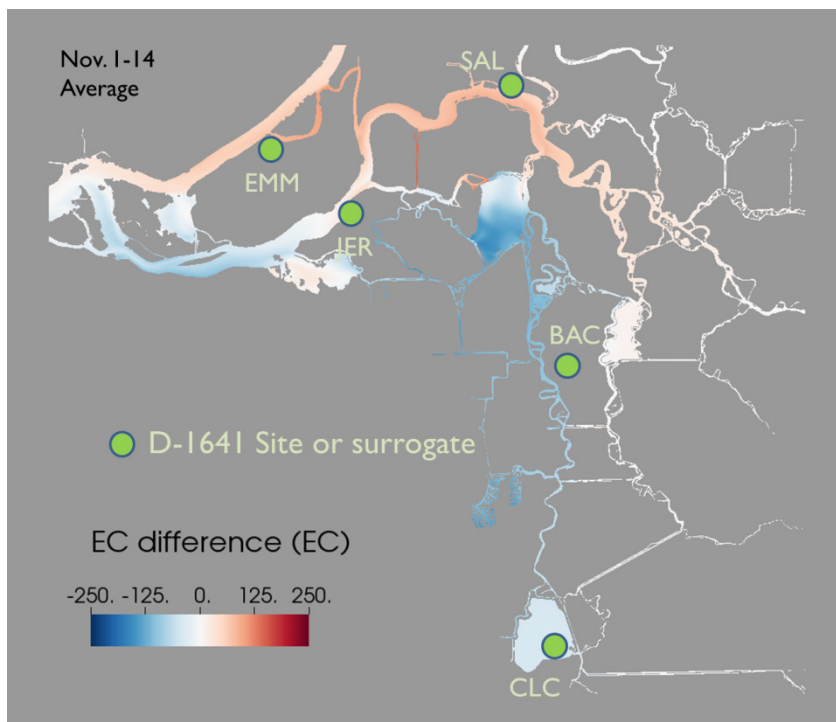 Nov. 1-14
Average
SAL
EMM
JER
BAC
D-1641 Site or surrogate
EC difference (EC)
-250. -125. 0. 125. 250.
CLC